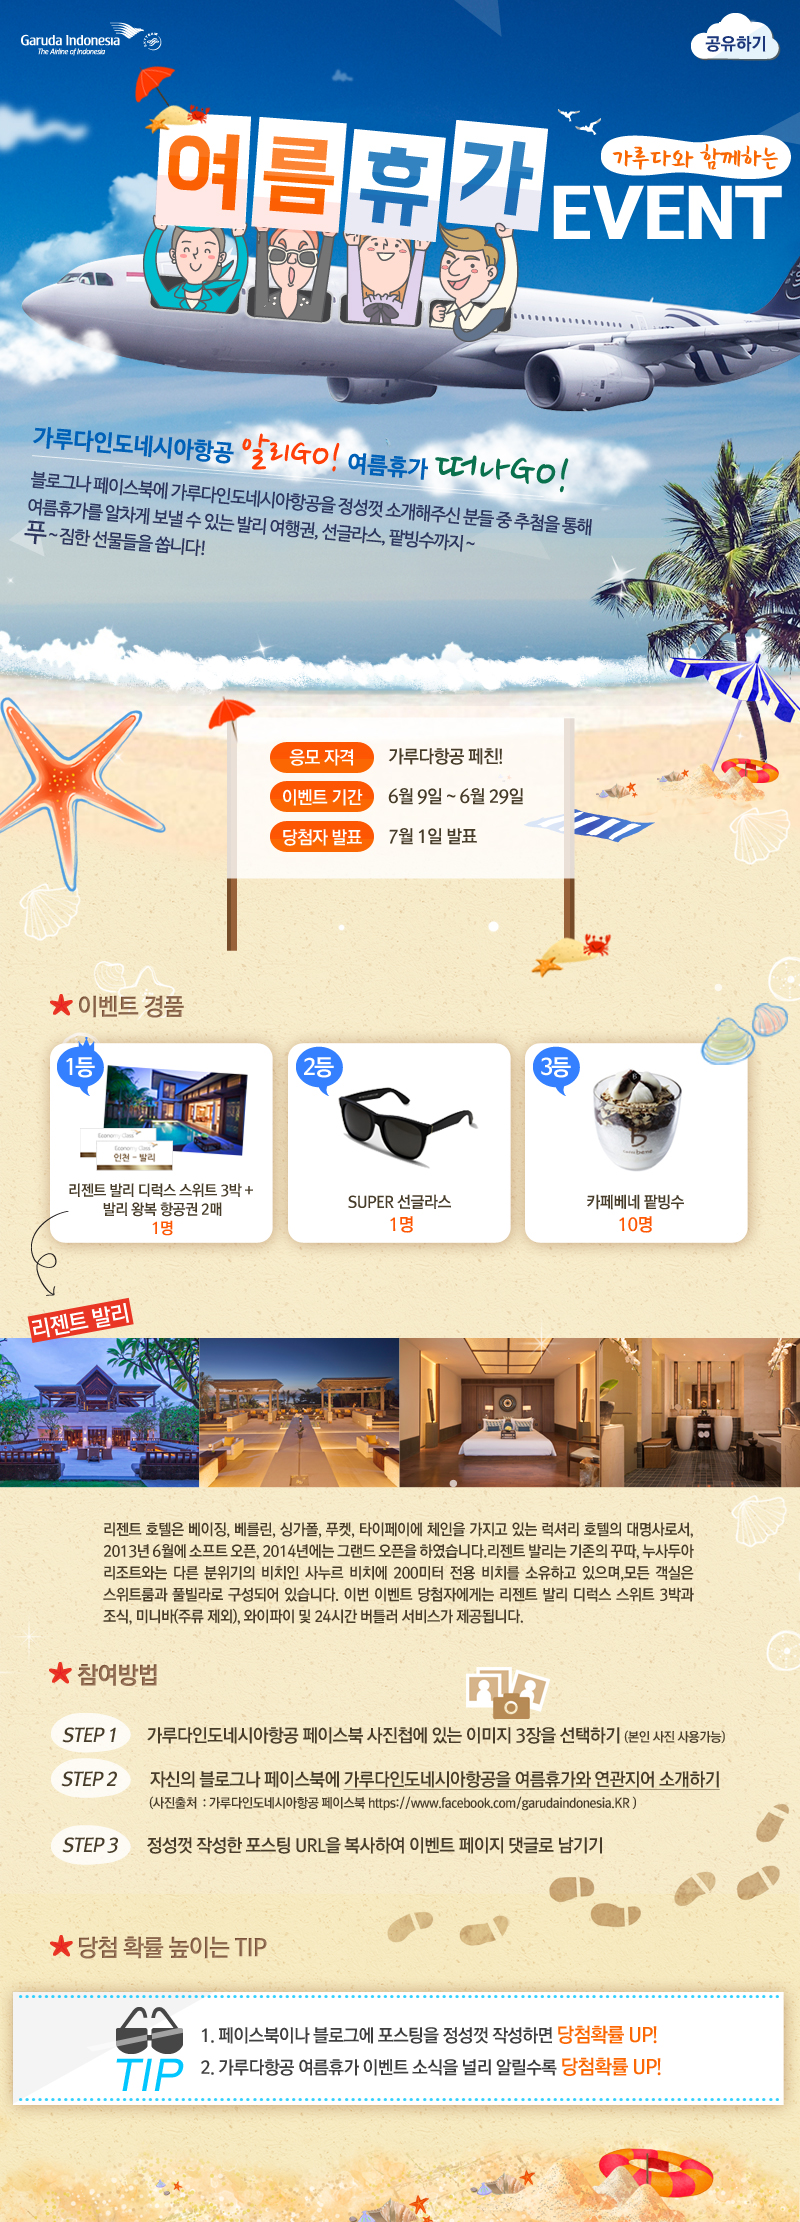 Garuda Indonesia
The Airline of Indonesia
공유하기
여름휴가
가루다와 함께하는
EVENT
가루다인도네시아항공 알리GO! 여름휴가 떠나GO!
블로그나 페이스북에 가루다인도네시아항공을 정성껏 소개해주신 분들 중 추첨을 통해
여름휴가를 알차게 보낼 수 있는 발리 여행권, 선글라스, 팥빙수까지~
푸~짐한 선물들을 쏩니다!
응모 자격 가루다항공 페친!
이벤트 기간 6월 9일 ~ 6월 29일
당첨자 발표 7월 1일 발표
이벤트 경품
1등
Economy Class
Economy Class
인천 - 발리
리젠트 발리 디럭스 스위트 3박 +
발리 왕복 항공권 2매
1명
2등
SUPER 선글라스
1명
3등
카페베네 팥빙수
10명
리젠트 발리
리젠트 호텔은 베이징, 베를린, 싱가폴, 푸켓, 타이페이에 체인을 가지고 있는 럭셔리 호텔의 대명사로서,
2013년 6월에 소프트 오픈, 2014년에는 그랜드 오픈을 하였습니다.리젠트 발리는 기존의 꾸따, 누사두아
리조트와는 다른 분위기의 비치인 사누르 비치에 200미터 전용 비치를 소유하고 있으며,모든 객실은
스위트룸과 풀빌라로 구성되어 있습니다. 이번 이벤트 당첨자에게는 리젠트 발리 디럭스 스위트 3박과
조식, 미니바(주류 제외), 와이파이 및 24시간 버틀러 서비스가 제공됩니다.
참여방법
STEP 1 가루다인도네시아항공 페이스북 사진첩에 있는 이미지 3장을 선택하기 (본인 사진 사용가능)
STEP 2 자신의 블로그나 페이스북에 가루다인도네시아항공을 여름휴가와 연관지어 소개하기
(사진출처 : 가루다인도네시아항공 페이스북 https://www.facebook.com/garudaindonesia.KR )
STEP 3 정성껏 작성한 포스팅 URL을 복사하여 이벤트 페이지 댓글로 남기기
당첨 확률 높이는 TIP
TIP
1. 페이스북이나 블로그에 포스팅을 정성껏 작성하면 당첨확률 UP!
2. 가루다항공 여름휴가 이벤트 소식을 널리 알릴수록 당첨확률 UP!